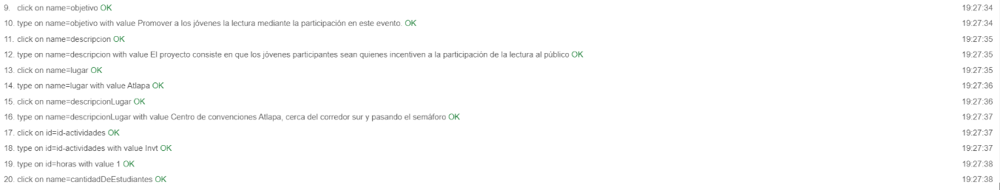 9. click on name=objetivo OK 19:27:34
10. type on name=objetivo with value Promover a los jóvenes la lectura mediante la participación en este evento. OK 19:27:34
11. click on name=descripcion OK 19:27:35
12. type on name=descripcion with value El proyecto consiste en que los jóvenes participantes sean quienes incentiven a la participación de la lectura al público OK 19:27:35
13. click on name=lugar OK 19:27:35
14. type on name=lugar with value Atlapa OK 19:27:36
15. click on name=descripcionLugar OK 19:27:36
16. type on name=descripcionLugar with value Centro de convenciones Atlapa, cerca del corredor sur y pasando el semáforo OK 19:27:37
17. click on id=id-actividades OK 19:27:37
18. type on id=id-actividades with value Invt OK 19:27:37
19. type on id=horas with value 1 OK 19:27:38
20. click on name=cantidadDeEstudiantes OK 19:27:38